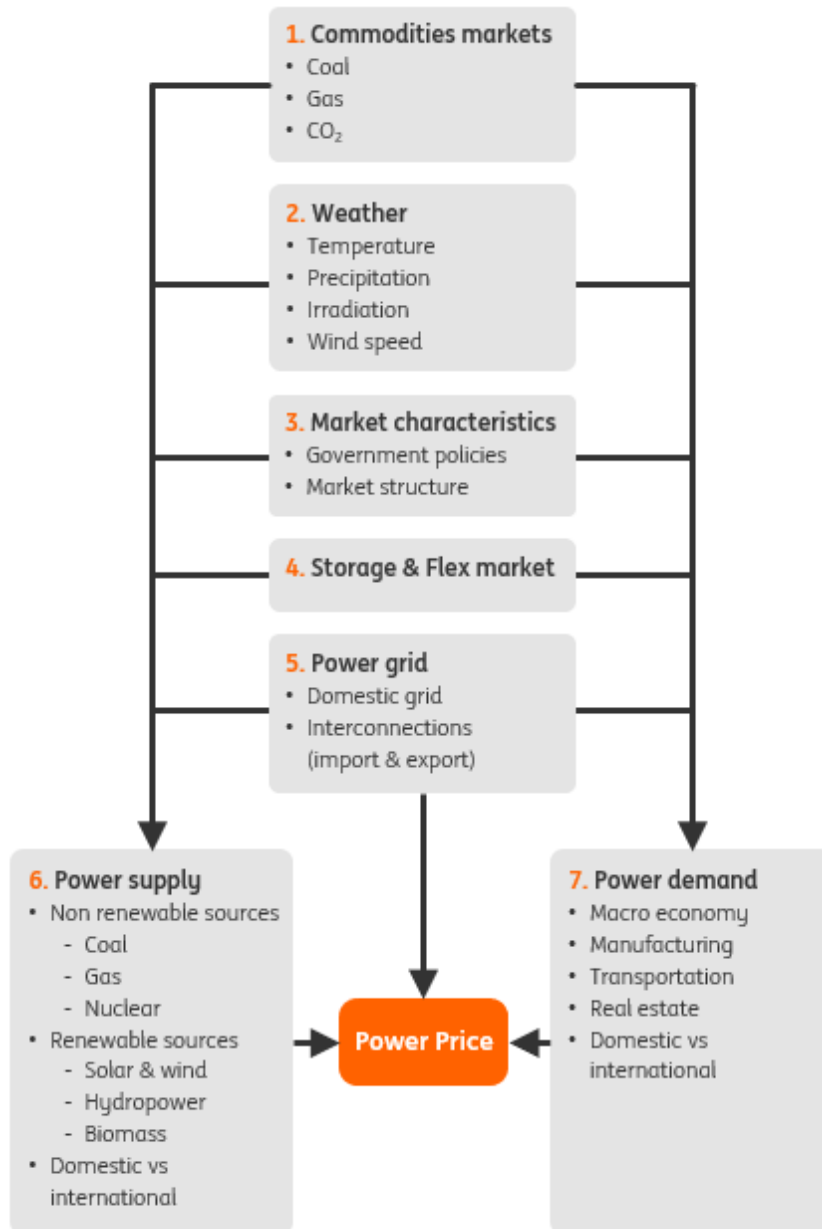 1. Commodities markets
• Coal
• Gas
• CO₂
2. Weather
• Temperature
• Precipitation
• Irradiation
• Wind speed
3. Market characteristics
• Government policies
• Market structure
4. Storage & Flex market
5. Power grid
• Domestic grid
• Interconnections
(import & export)
6. Power supply
• Non renewable sources
- Coal
- Gas
- Nuclear
• Renewable sources
- Solar & wind
- Hydropower
- Biomass
• Domestic vs
international
Power Price
7. Power demand
• Macro economy
• Manufacturing
• Transportation
• Real estate
• Domestic vs
international